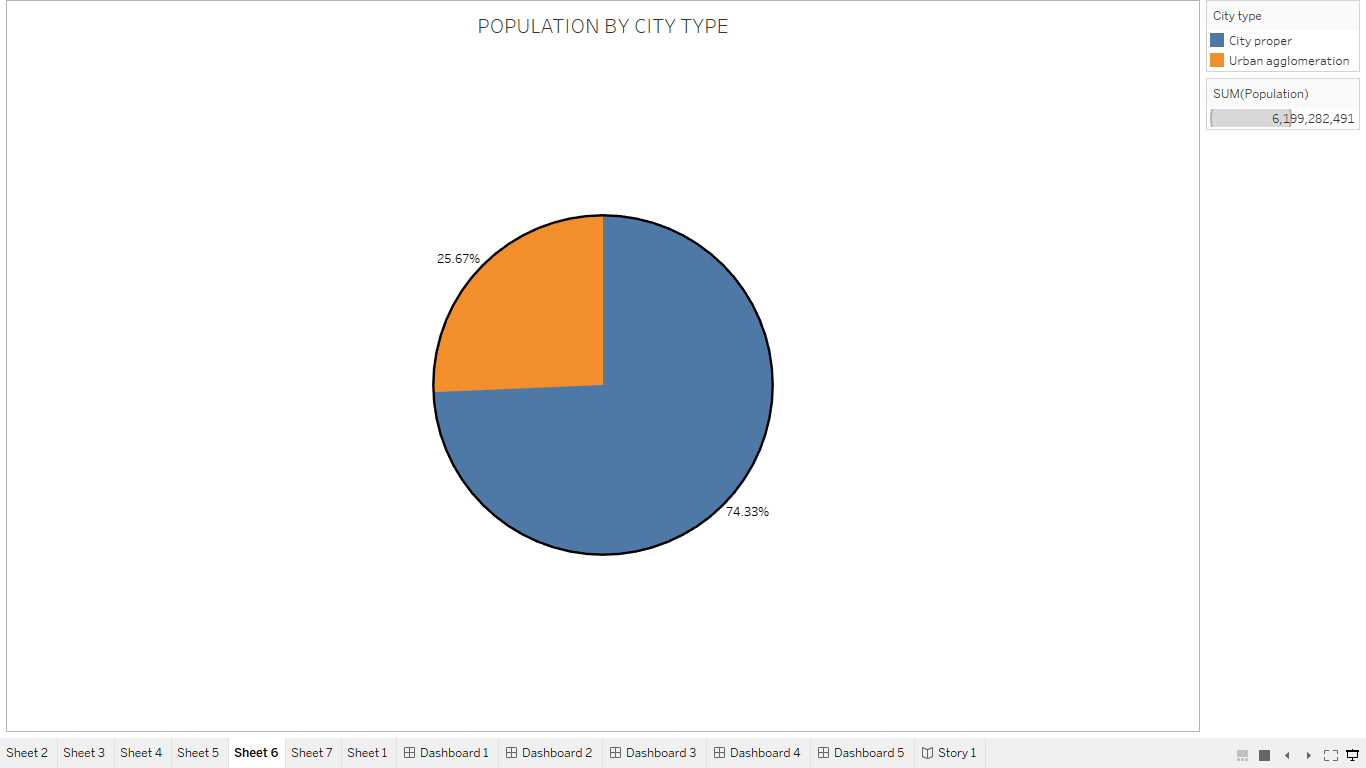 POPULATION BY CITY TYPE
City type
City proper
Urban agglomeration
SUM(Population)
6,199,282,491
25.67%
74.33%
Sheet 2 Sheet 3 Sheet 4 Sheet 5 Sheet 6 Sheet 7 Sheet 1 Dashboard 1 Dashboard 2 Dashboard 3 Dashboard 4 Dashboard 5 Story 1